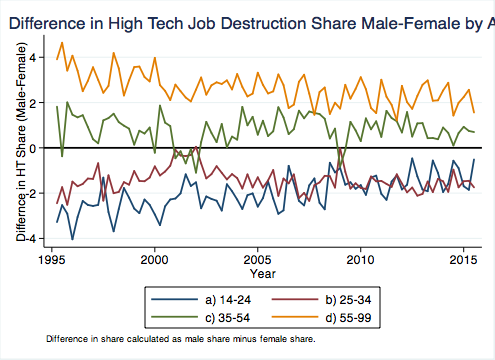 Difference in High Tech Job Destruction Share Male-Female by A
Differnce in HT Share (Male-Female)
4
2
0
-2
-4
1995 2000 2005 2010 2015
Year
a) 14-24 b) 25-34
c) 35-54 d) 55-99
Difference in share calculated as male share minus female share.